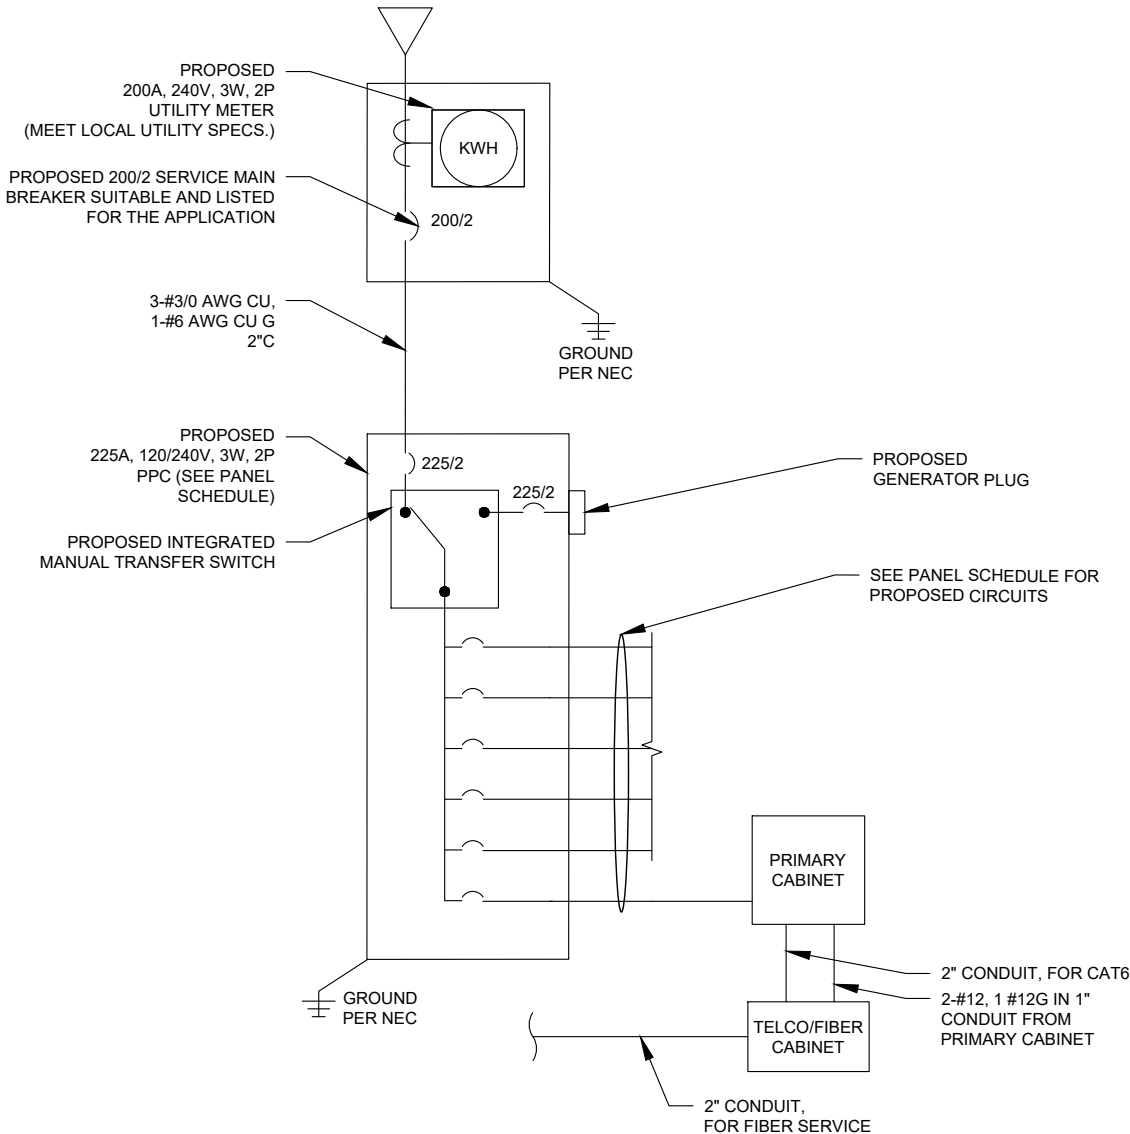 PROPOSED
200A, 240V, 3W, 2P
UTILITY METER
(MEET LOCAL UTILITY SPECS.)
KWH
PROPOSED 200/2 SERVICE MAIN
BREAKER SUITABLE AND LISTED
FOR THE APPLICATION
200/2
3-#3/0 AWG CU,
1-#6 AWG CU G
2"C
GROUND
PER NEC
PROPOSED
225A, 120/240V, 3W, 2P
PPC (SEE PANEL
SCHEDULE)
225/2
225/2
PROPOSED
GENERATOR PLUG
PROPOSED INTEGRATED
MANUAL TRANSFER SWITCH
SEE PANEL SCHEDULE FOR
PROPOSED CIRCUITS
PRIMARY
CABINET
2" CONDUIT, FOR CAT6
2-#12, 1 #12G IN 1"
CONDUIT FROM
PRIMARY CABINET
GROUND
PER NEC
TELCO/FIBER
CABINET
2" CONDUIT,
FOR FIBER SERVICE